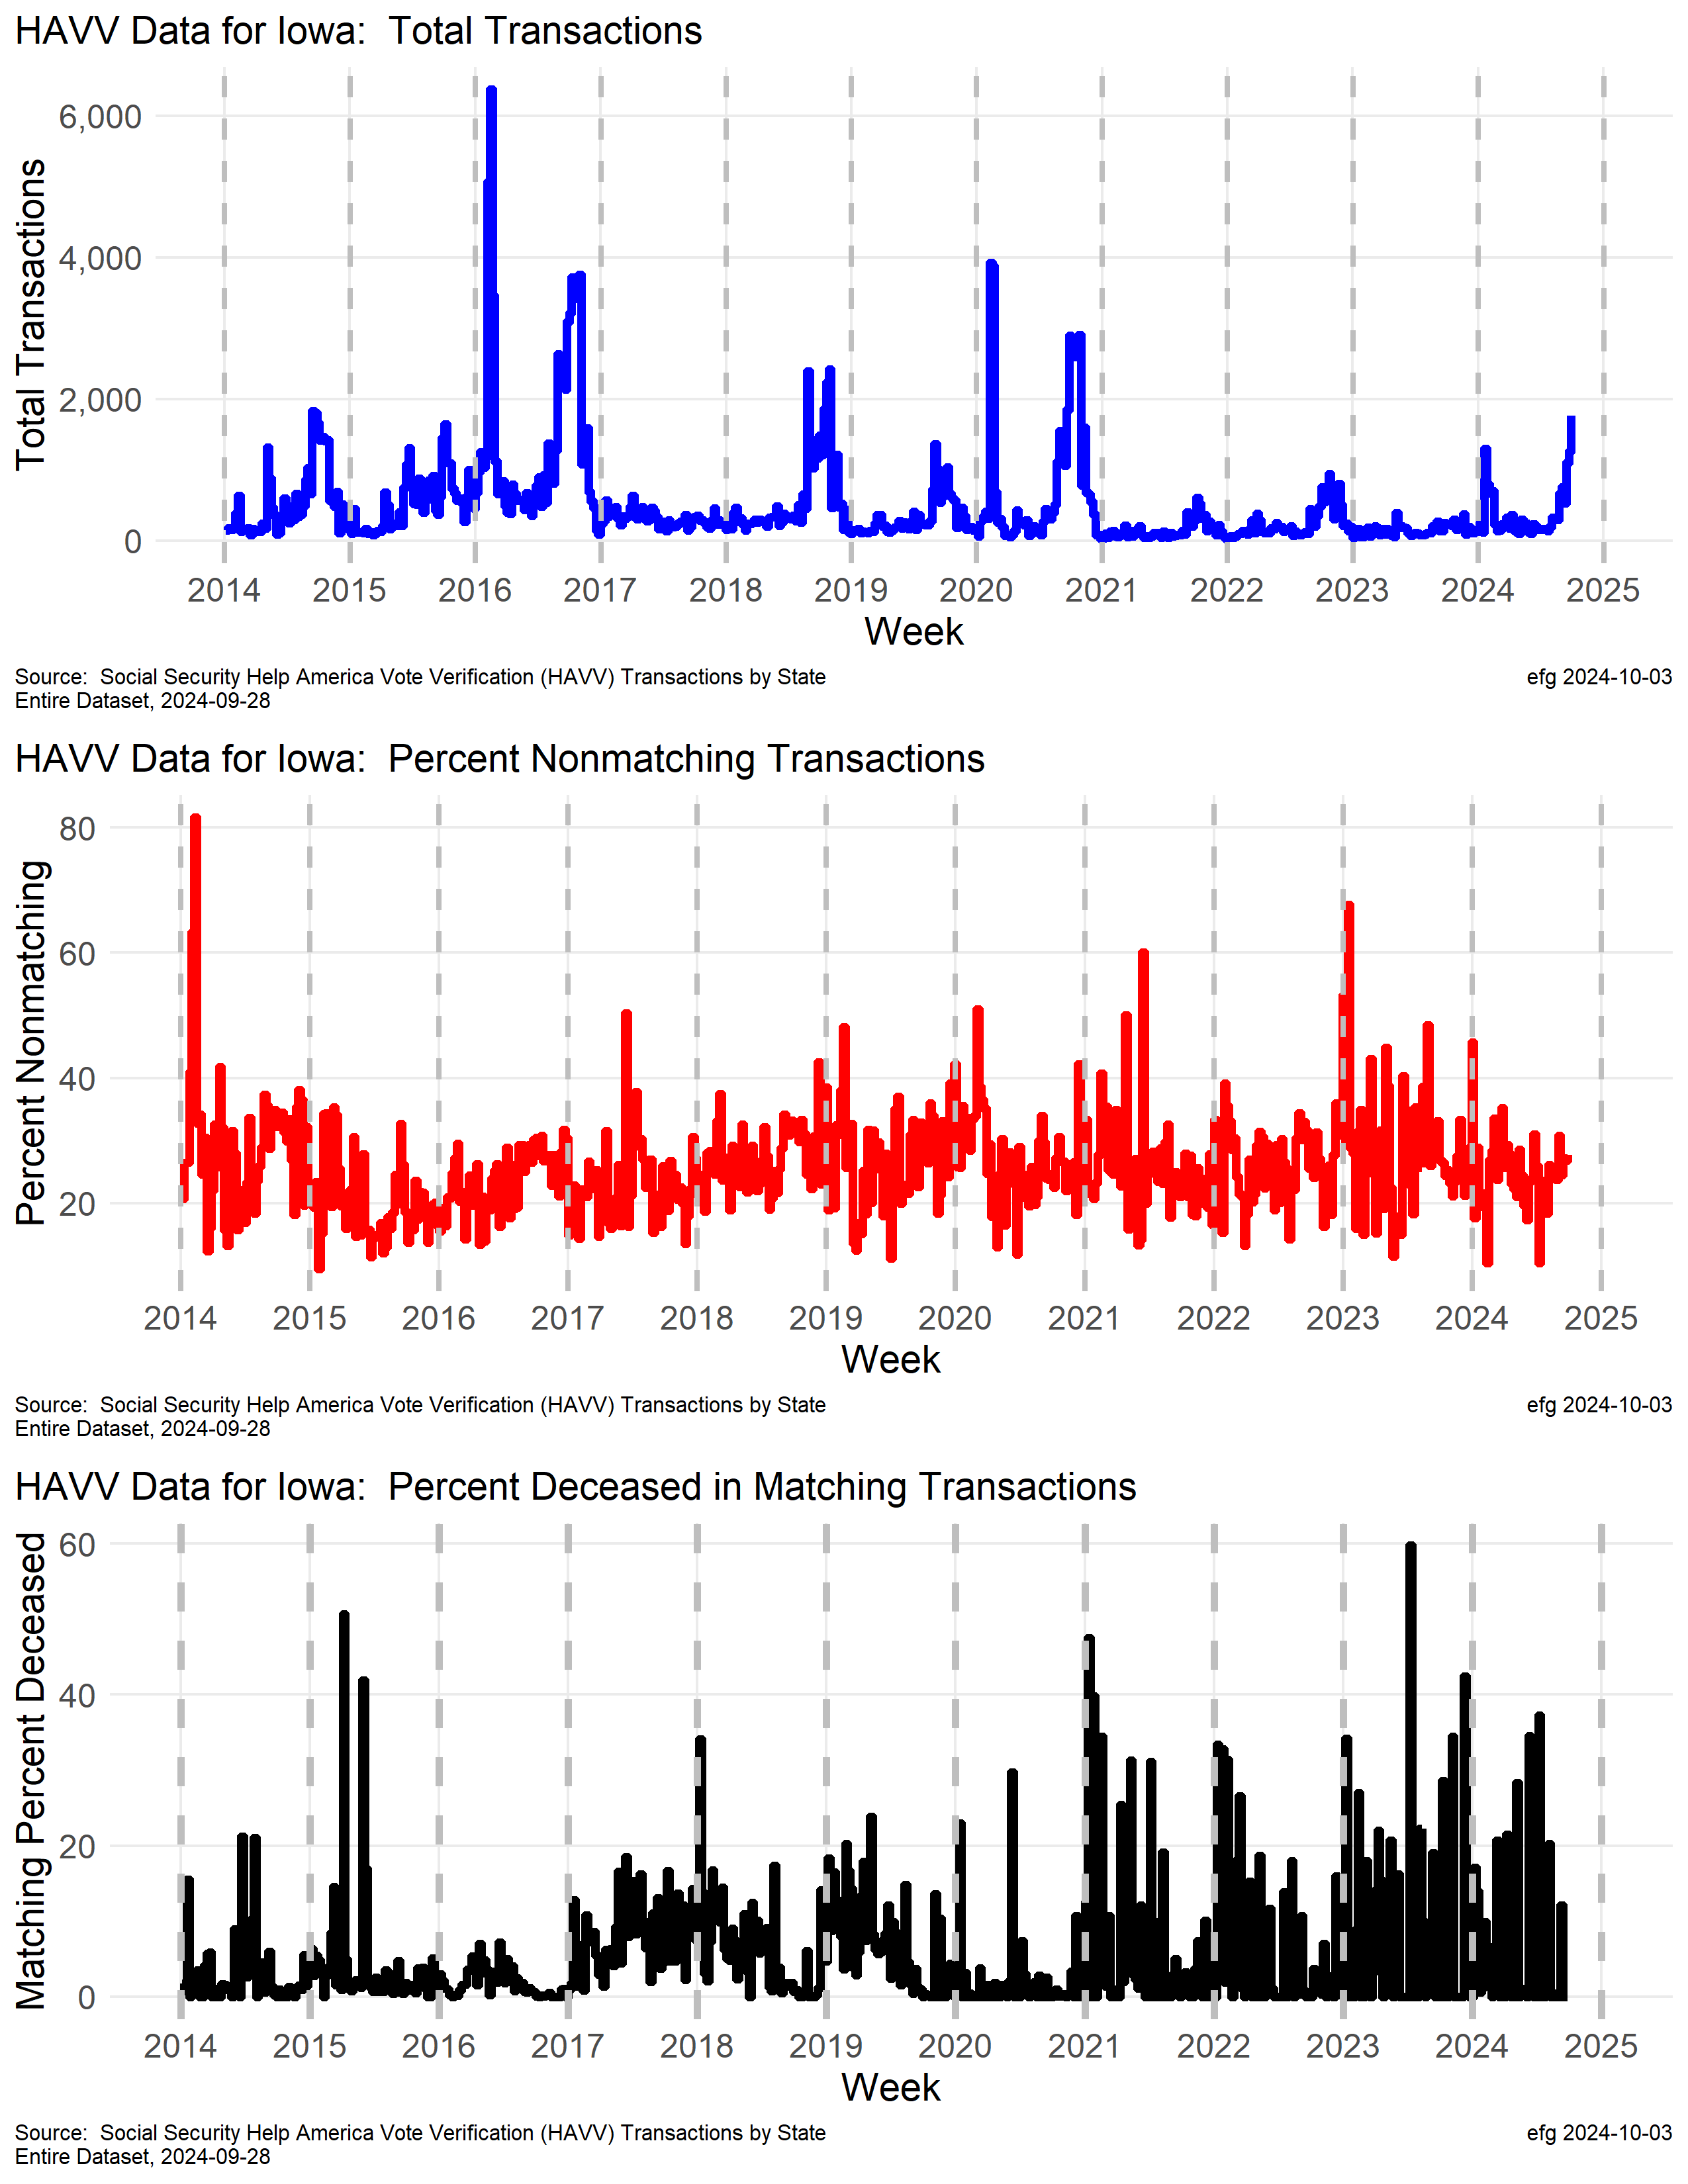 HAVV Data for Iowa:  Total Transactions
Total Transactions
6,000
4,000
2,000
0
2014 2015 2016 2017 2018 2019 2020 2021 2022 2023 2024 2025
Week
Source:  Social Security Help America Vote Verification (HAVV) Transactions by State
Entire Dataset, 2024-09-28
efg 2024-10-03
HAVV Data for Iowa:  Percent Nonmatching Transactions
Percent Nonmatching
80
60
40
20
2014 2015 2016 2017 2018 2019 2020 2021 2022 2023 2024 2025
Week
Source:  Social Security Help America Vote Verification (HAVV) Transactions by State
Entire Dataset, 2024-09-28
efg 2024-10-03
HAVV Data for Iowa:  Percent Deceased in Matching Transactions
Matching Percent Deceased
60
40
20
0
2014 2015 2016 2017 2018 2019 2020 2021 2022 2023 2024 2025
Week
Source:  Social Security Help America Vote Verification (HAVV) Transactions by State
Entire Dataset, 2024-09-28
efg 2024-10-03